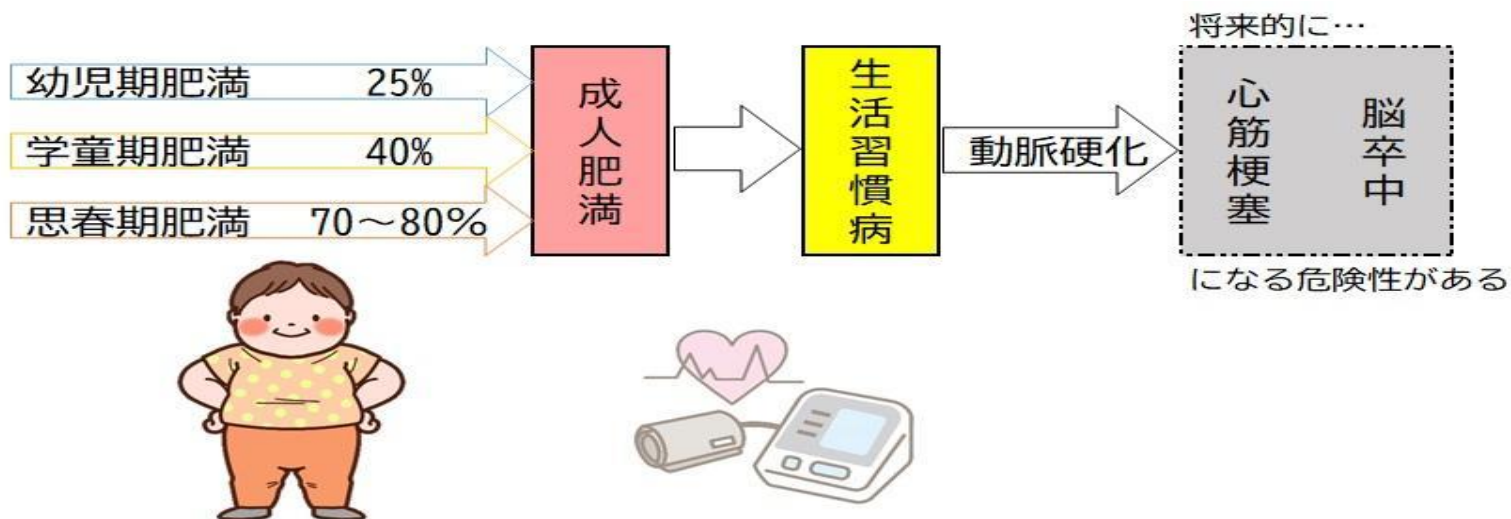 幼児期肥満 25%
学童期肥満 40%
思春期肥満 70～80%
成人肥満
生活習慣病
動脈硬化
将来的に…
心筋梗塞
脳卒中
になる危険性がある